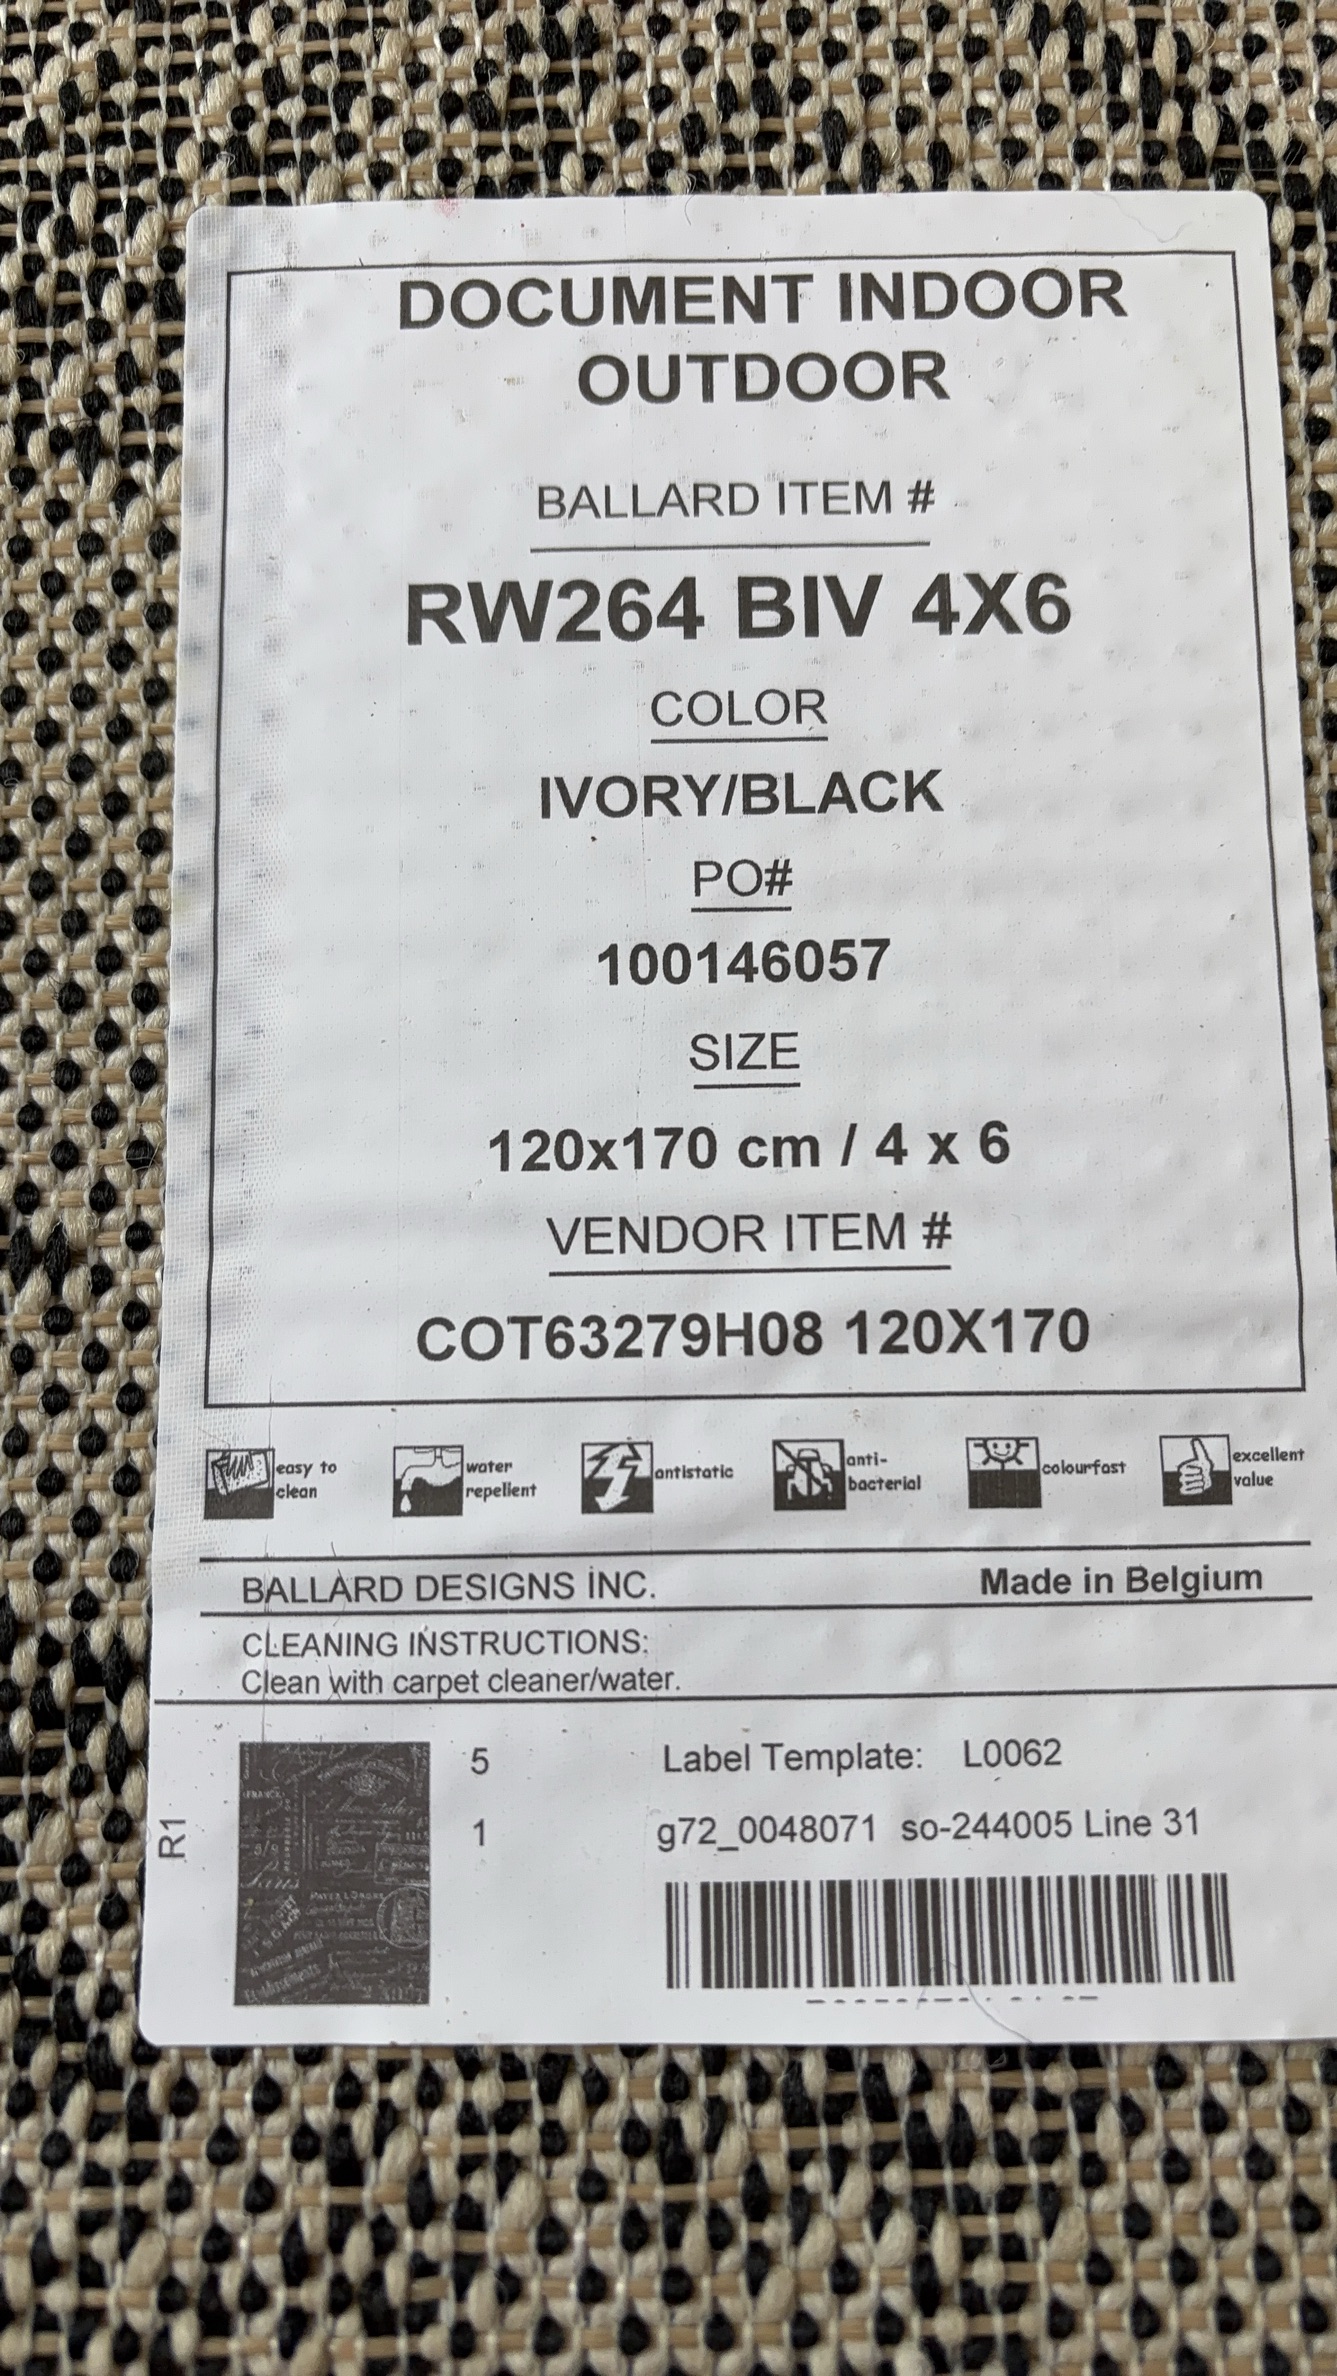 DOCUMENT INDOOR
OUTDOOR
BALLARD ITEM #
RW264 BIV 4X6
COLOR
IVORY/BLACK
PO#
100146057
SIZE
120x170 cm / 4 x 6
VENDOR ITEM #
COT63279H08 120X170
easy to
clean
water
repellent
antistatic
anti-
bacterial
colourfast
excellent
value
BALLARD DESIGNS INC.
Made in Belgium
CLEANING INSTRUCTIONS:
Clean with carpet cleaner/water.
R1
5
1
Label Template: L0062
g72_0048071 so-244005 Line 31